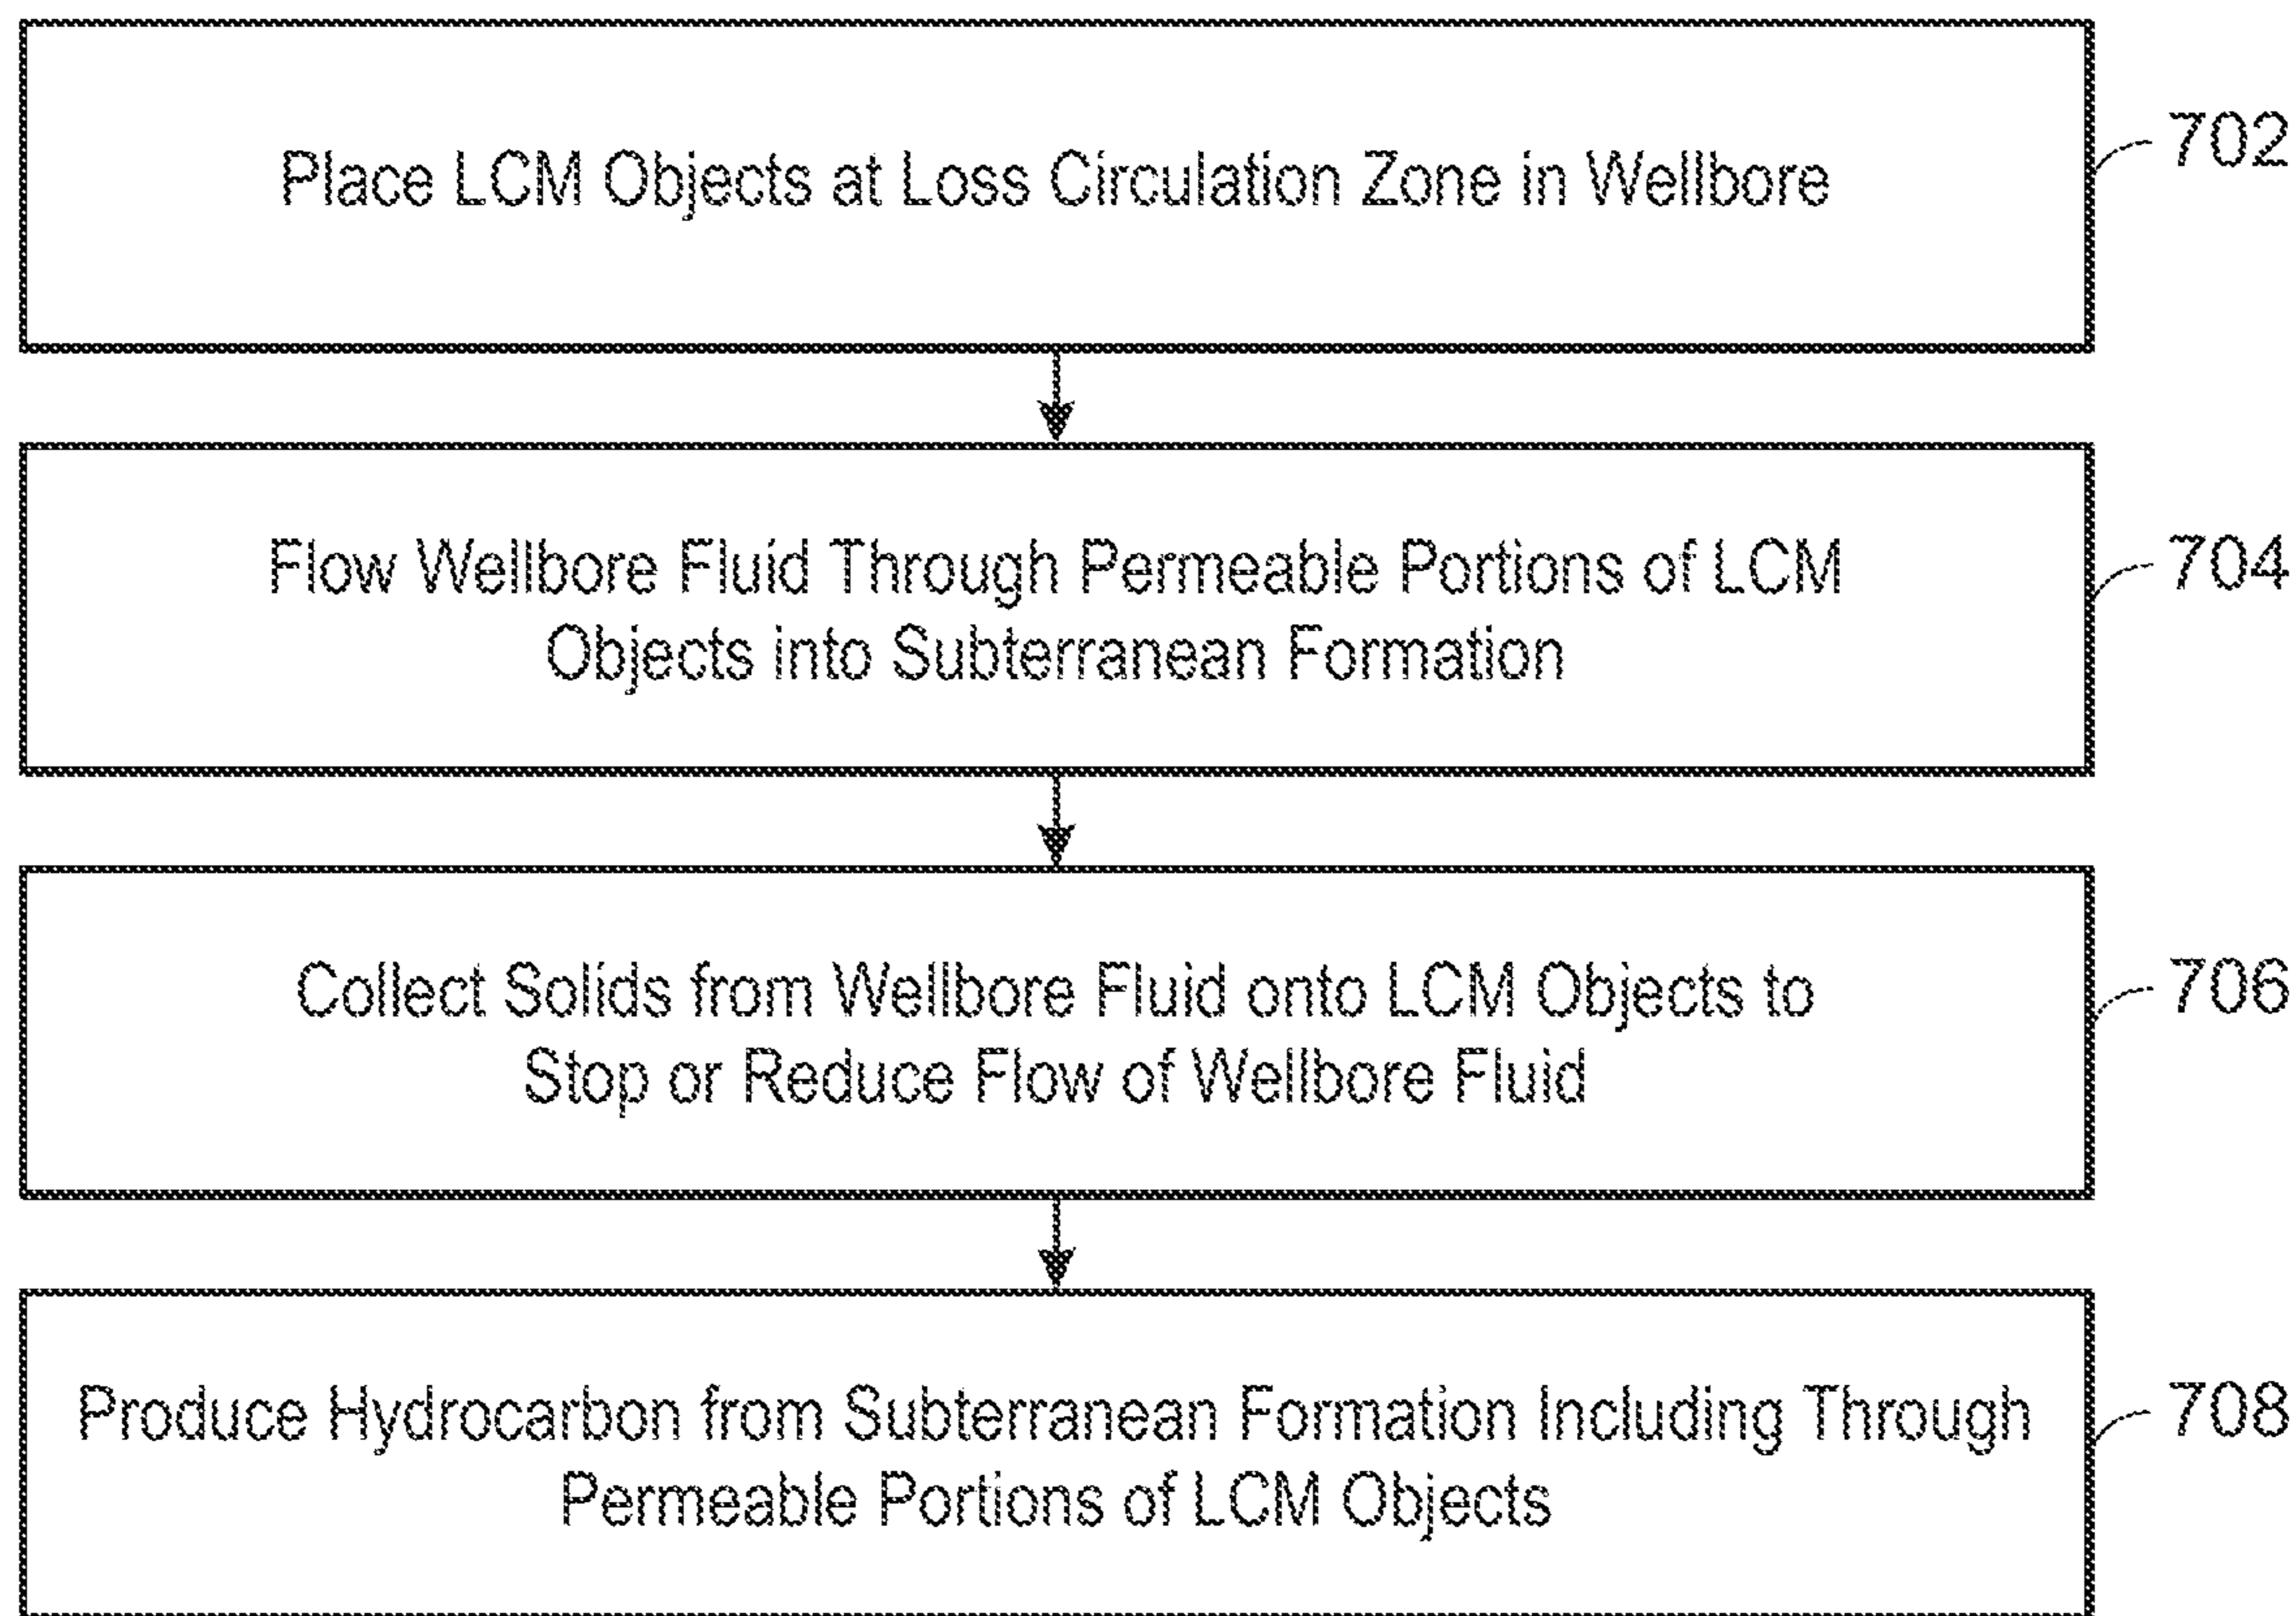 Place LCM Objects at Loss Circulation Zone in Wellbore
702
Flow Wellbore Fluid Through Permeable Portions of LCM
Objects into Subterranean Formation
704
Collect Solids from Wellbore Fluid onto LCM Objects to
Stop or Reduce Flow of Wellbore Fluid
706
Produce Hydrocarbon from Subterranean Formation Including Through
Permeable Portions of LCM Objects
708